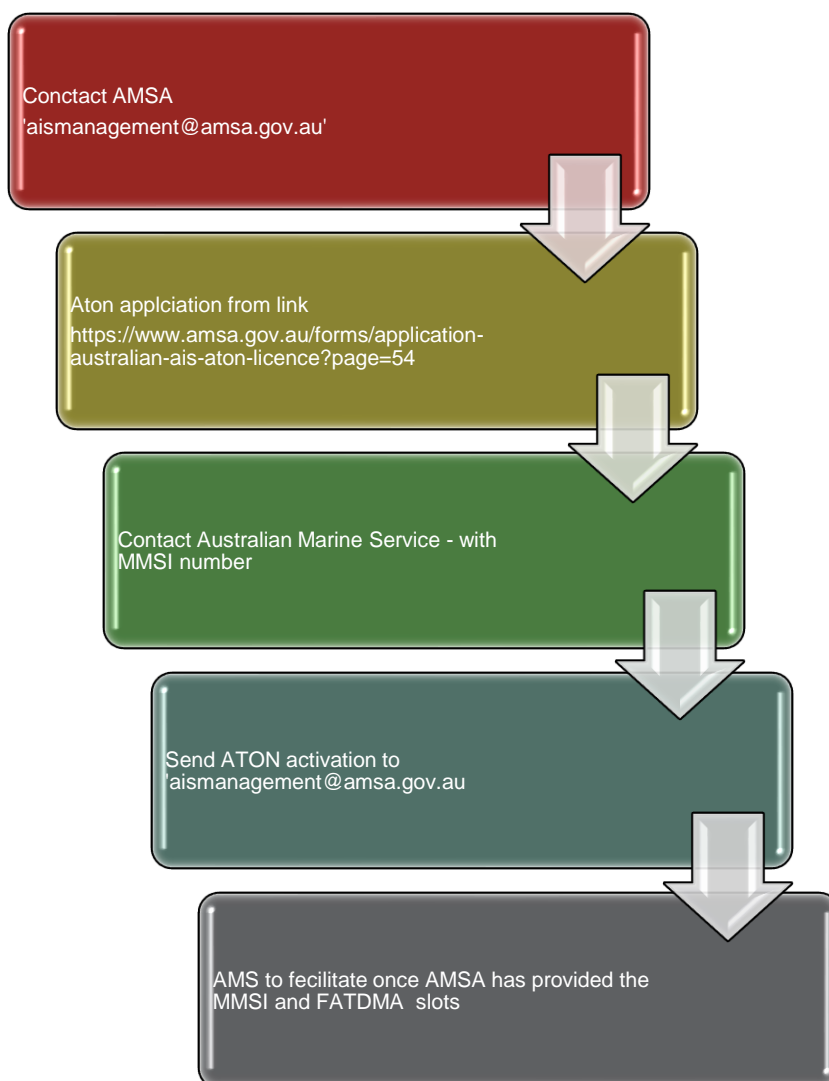 Conctact AMSA
'aismanagement@amsa.gov.au'
Aton applciation from link
https://www.amsa.gov.au/forms/application-
australian-ais-aton-licence?page=54
Contact Australian Marine Service - with
MMSI number
Send ATON activation to
'aismanagement@amsa.gov.au
AMS to fecilitate once AMSA has provided the
MMSI and FATDMA  slots